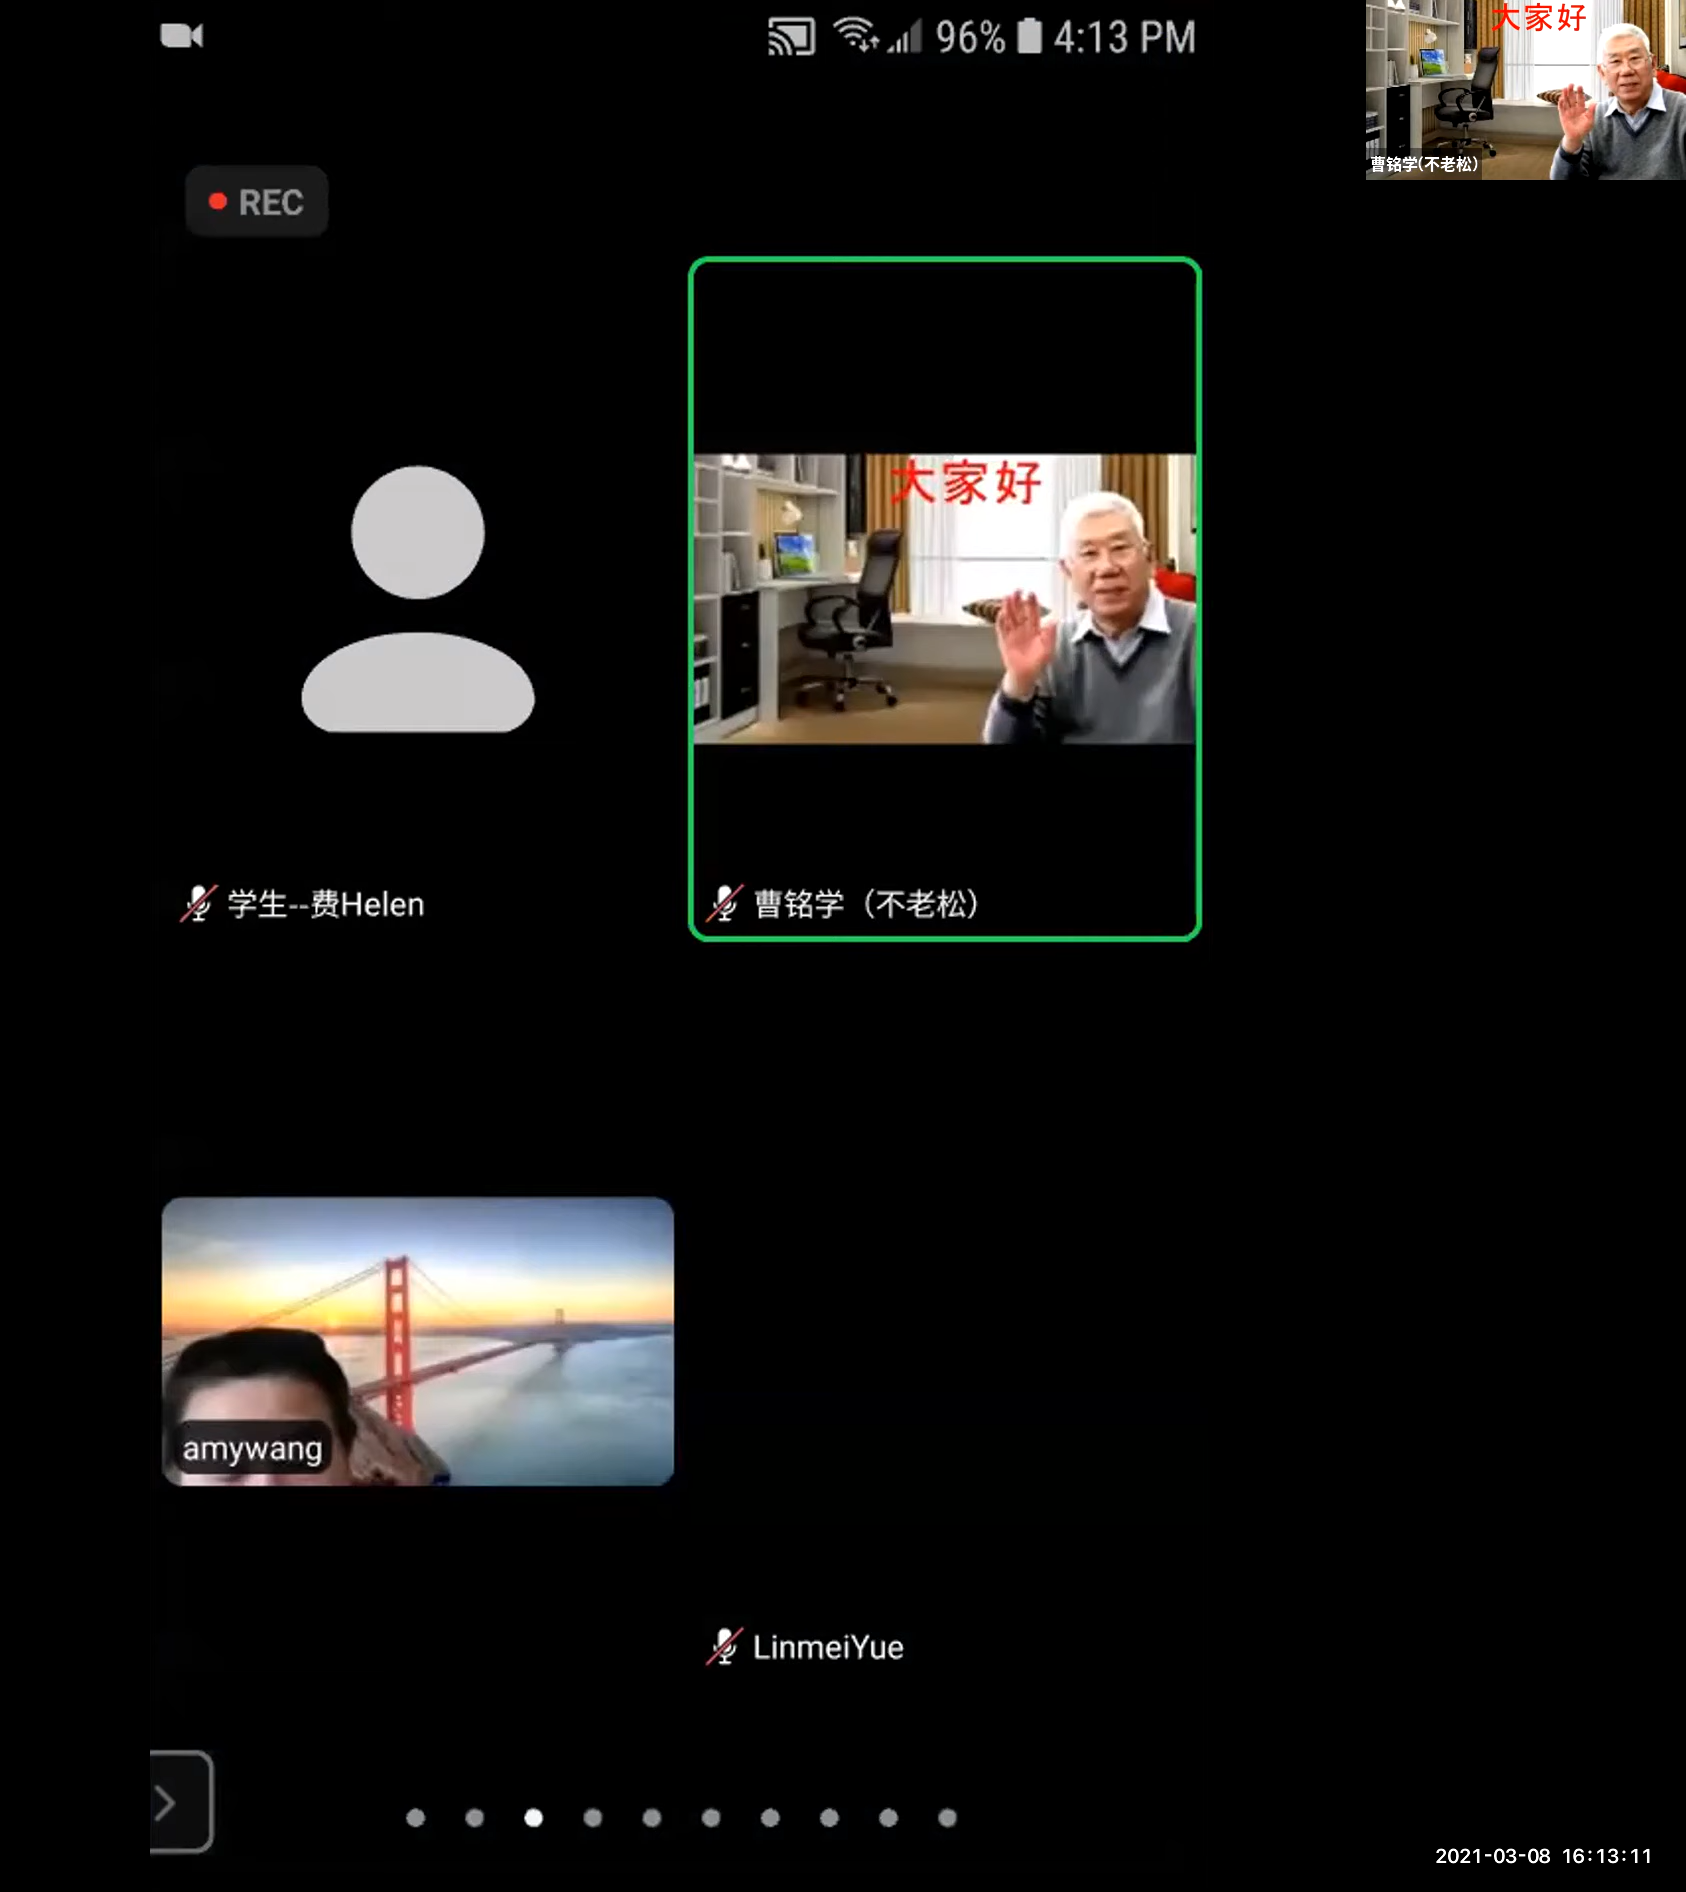 96% 4:13 PM
大家好
曹铭学(不老松)
REC
大家好
学生--费Helen
曹铭学（不老松）
amywang
LinmeiYue
2021-03-08 16:13:11